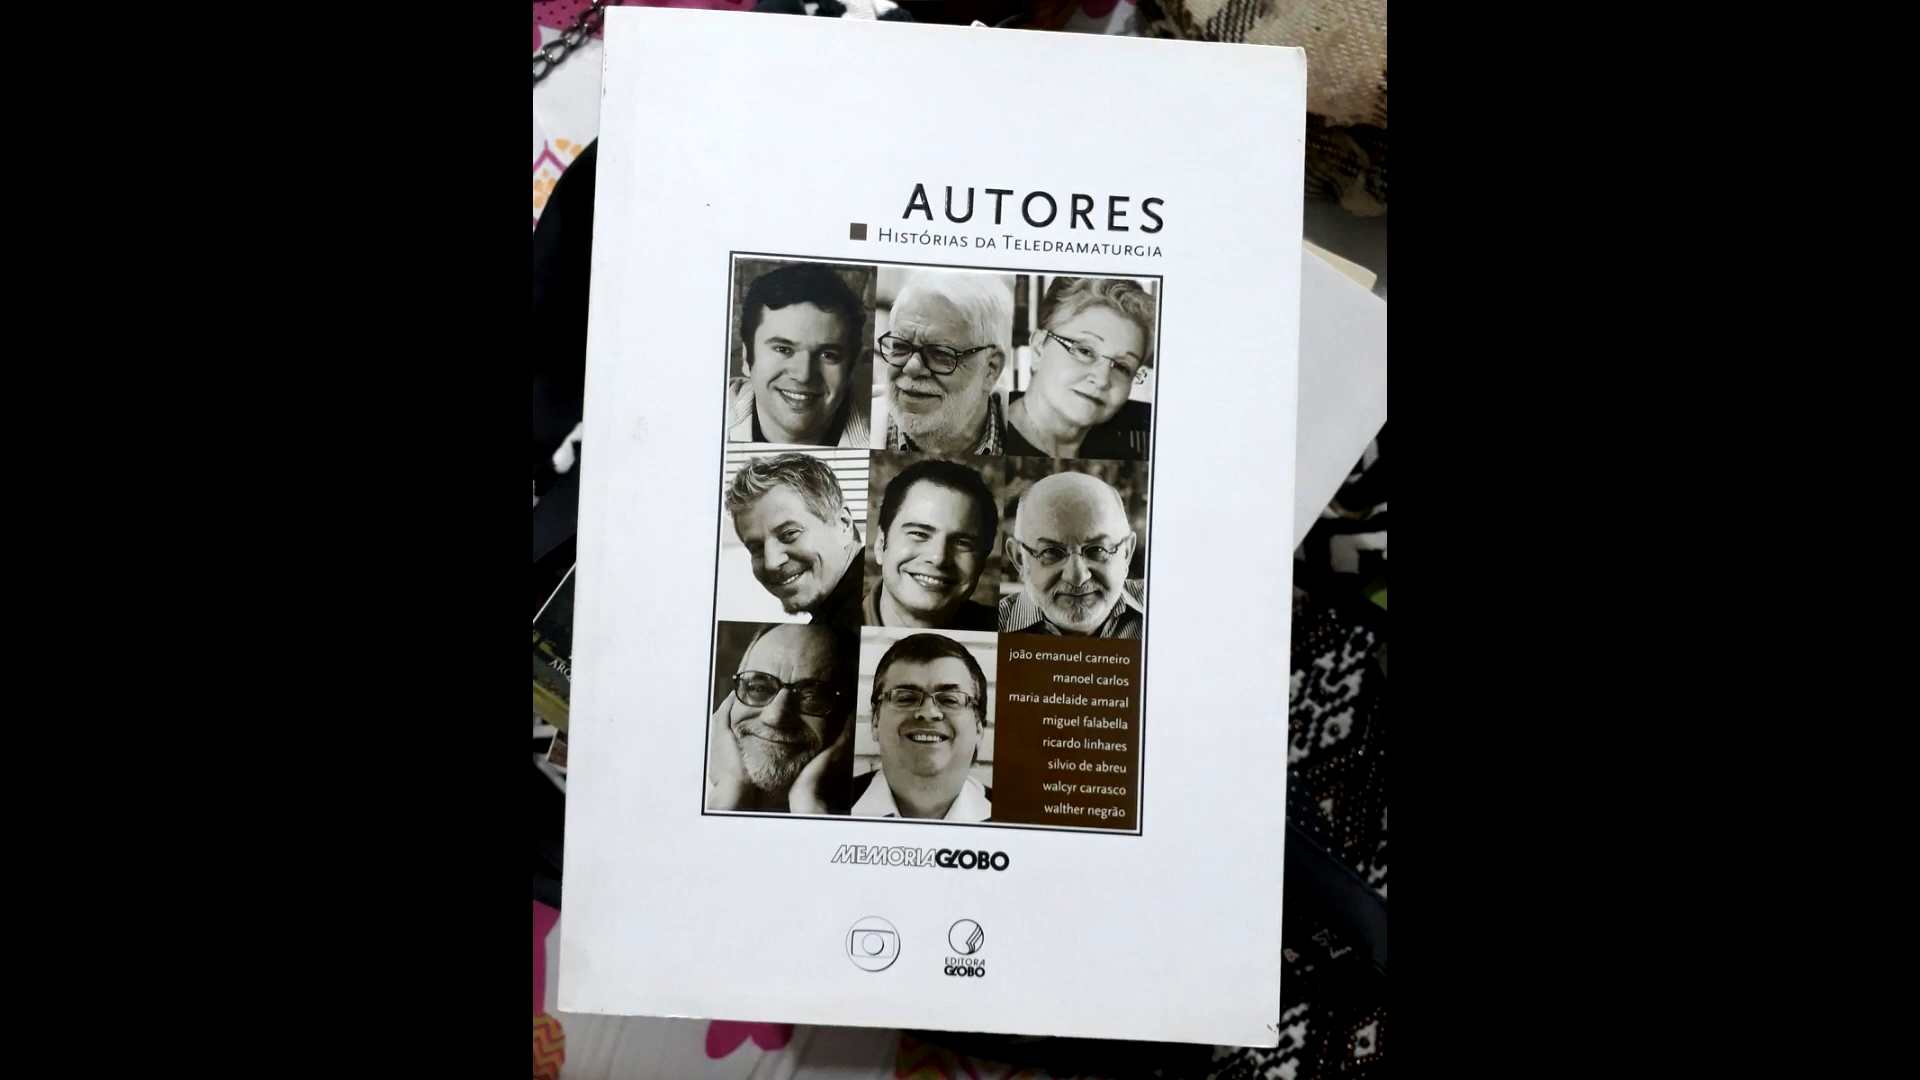 AUTORES
HISTÓRIAS DA TELEDRAMATURGIA
joão emanuel carneiro
manoel carlos
maria adelaide amaral
miguel falabella
ricardo linhares
silvio de abreu
walcyr carrasco
walther negrão
MEMÓRIAGLOBO
EDITORA
GLOBO